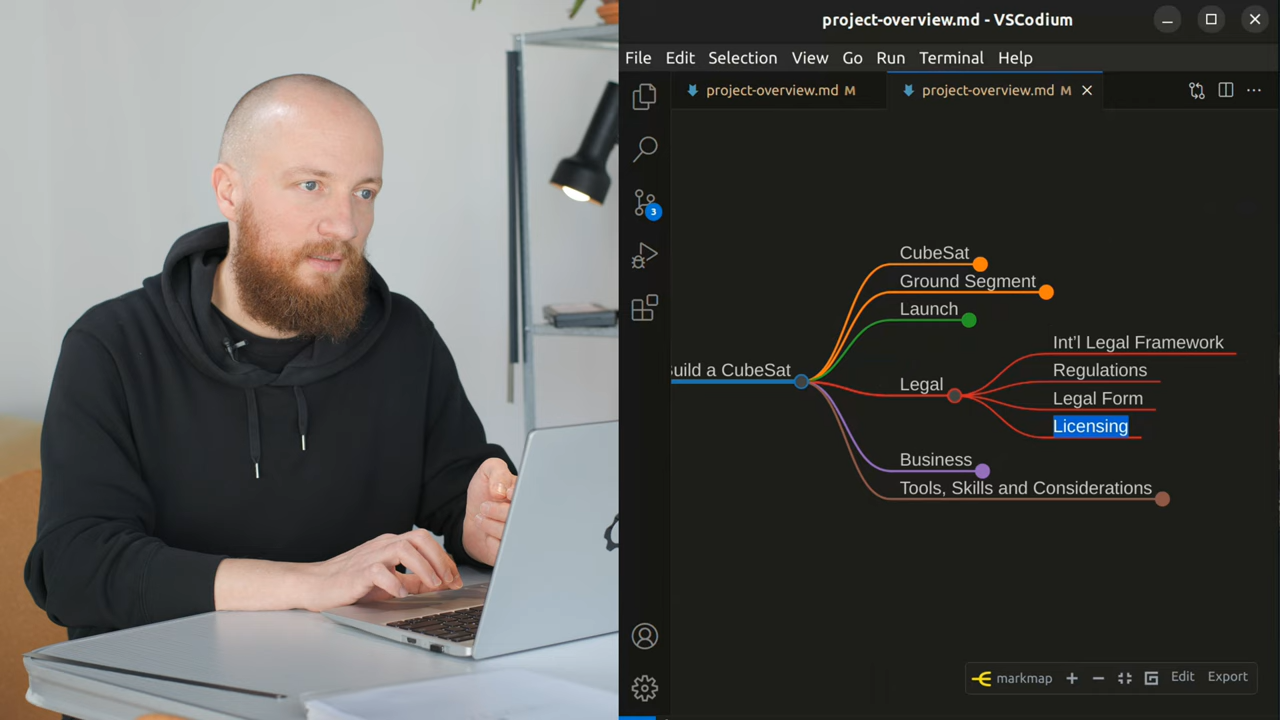 project-overview.md - VSCodium
File Edit Selection View Go Run Terminal Help
project-overview.md M
project-overview.md M
3
CubeSat
Ground Segment
Launch
Int'l Legal Framework
uild a CubeSat
Regulations
Legal
Legal Form
Licensing
Business
Tools, Skills and Considerations
markmap + − Edit Export